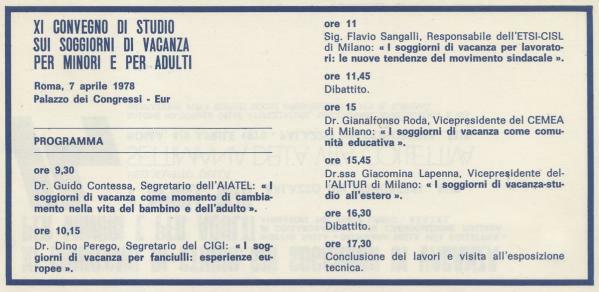 XI CONVEGNO DI STUDIO
SUI SOGGIORNI DI VACANZA
PER MINORI E PER ADULTI
Roma, 7 aprile 1978
Palazzo dei Congressi - Eur
PROGRAMMA
ore 9,30
Dr. Guido Contessa, Segretario dell'AIATEL: « I
soggiorni di vacanza come momento di cambia-
mento nella vita del bambino e dell'adulto ».
ore 10,15
Dr. Dino Perego, Segretario del CIGI: « I sog-
giorni di vacanza per fanciulli: esperienze eu-
ropee ».
ore 11
Sig. Flavio Sangalli, Responsabile dell'ETSI-CISL
di Milano: « I soggiorni di vacanza per lavorato-
ri: le nuove tendenze del movimento sindacale ».
ore 11,45
Dibattito.
ore 15
Dr. Gianalfonso Roda, Vicepresidente del CEMEA
di Milano: « I soggiorni di vacanza come comu-
nità educativa ».
ore 15,45
Dr.ssa Giacomina Lapenna, Vicepresidente del-
l'ALITUR di Milano: « I soggiorni di vacanza-stu-
dio all'estero ».
ore 16,30
Dibattito.
ore 17,30
Conclusione dei lavori e visita all'esposizione
tecnica.